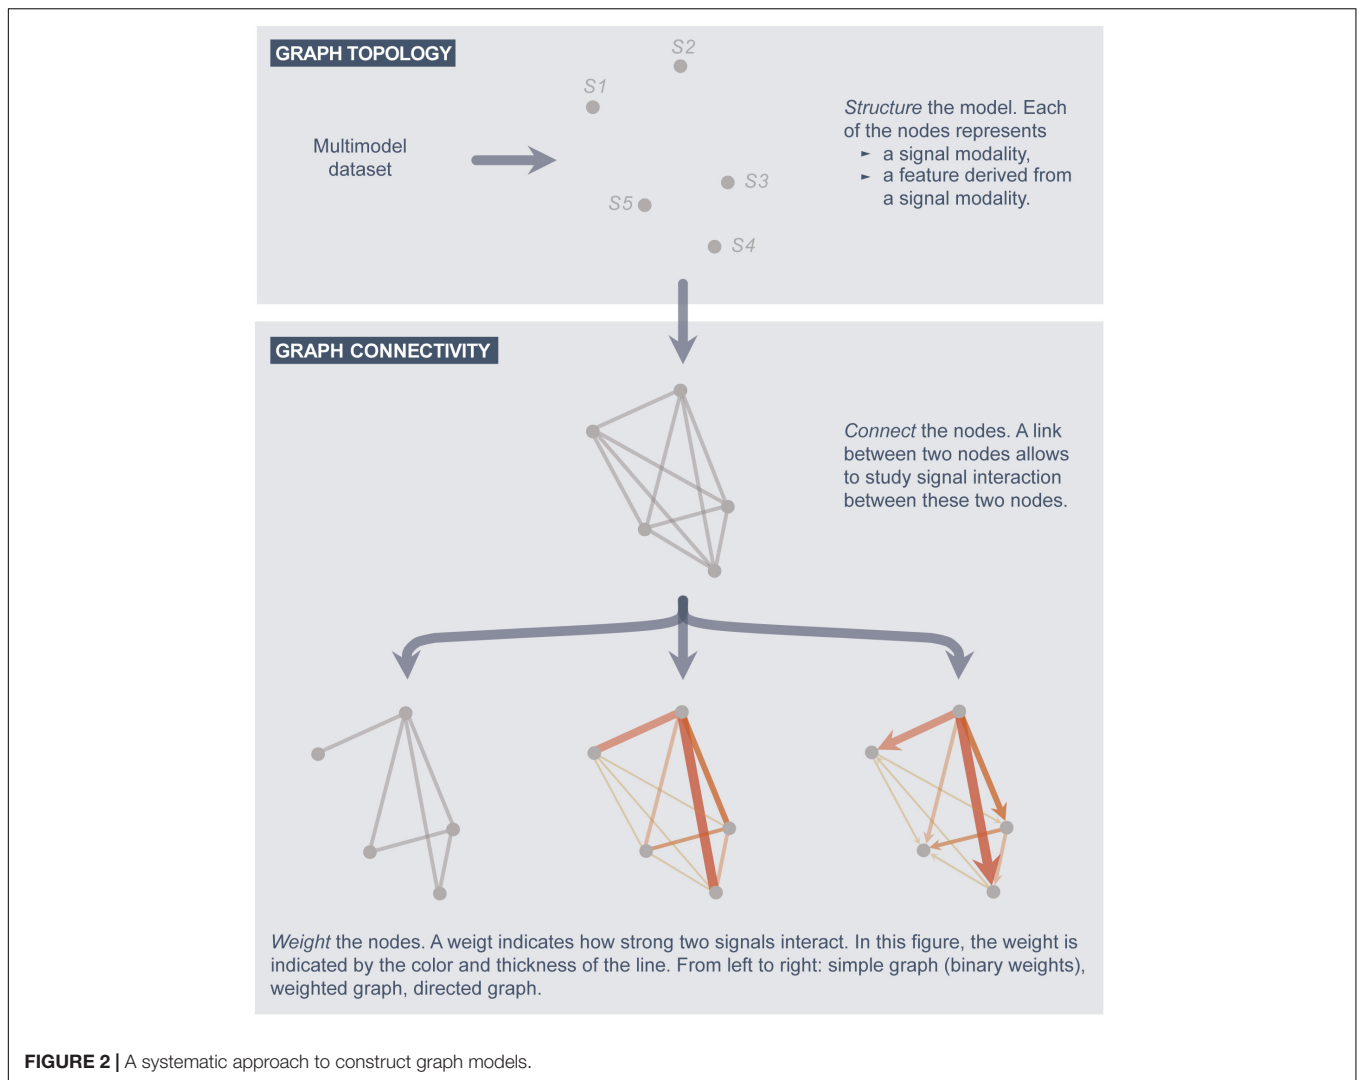 GRAPH TOPOLOGY
S2
S1
Multimodel
dataset
S3
S5
S4
Structure the model. Each
of the nodes represents
► a signal modality,
► a feature derived from
a signal modality.
GRAPH CONNECTIVITY
Connect the nodes. A link
between two nodes allows
to study signal interaction
between these two nodes.
Weight the nodes. A weigt indicates how strong two signals interact. In this figure, the weight is
indicated by the color and thickness of the line. From left to right: simple graph (binary weights),
weighted graph, directed graph.
FIGURE 2 | A systematic approach to construct graph models.